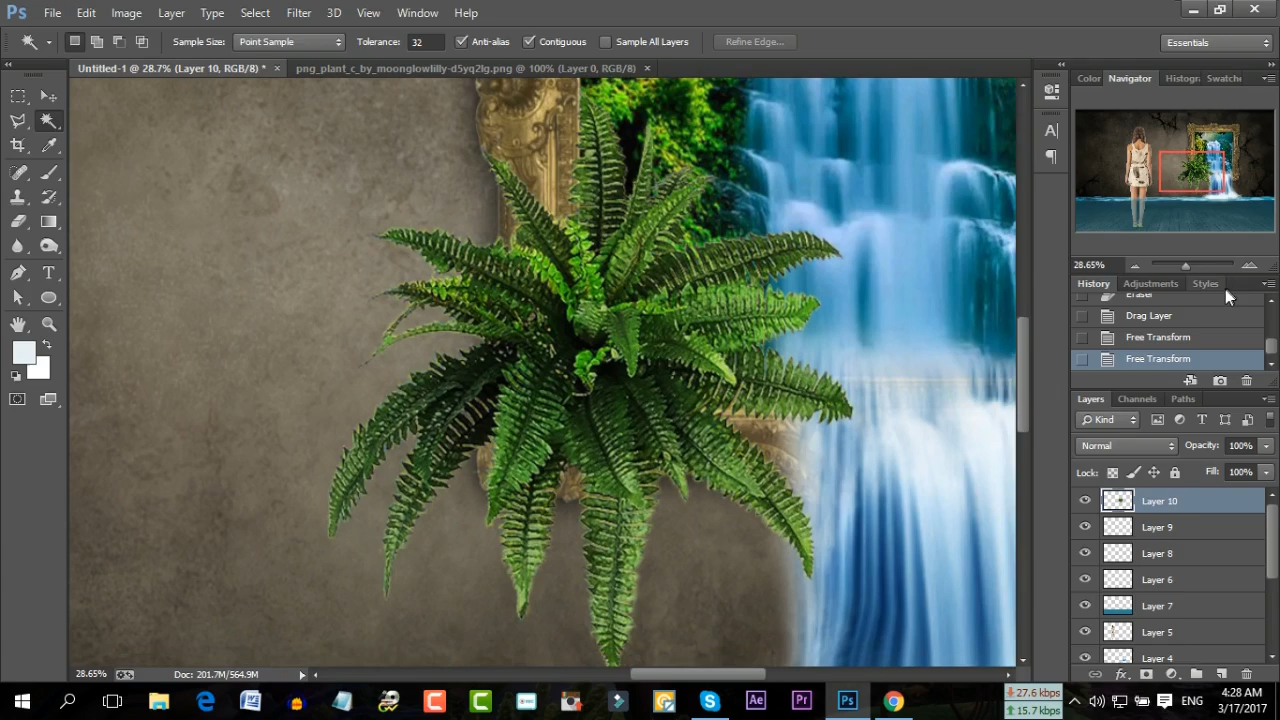 Ps File Edit Image Layer Type Select Filter 3D View Window Help
Sample Size: Point Sample Tolerance: 32 Anti-alias Contiguous Sample All Layers Refine Edge... Essentials
Untitled-1 @ 28.7% (Layer 10, RGB/8) * × png_plant_c_by_moonglowlilly-d5yq2lg.png @ 100% (Layer 0, RGB/8) ×
Color Navigator Histogr Swatche
28.65%
History Adjustments Styles
Eraser
Drag Layer
Free Transform
Free Transform
Layers Channels Paths
Kind
Normal Opacity: 100%
Lock: Fill: 100%
Layer 10
Layer 9
Layer 8
Layer 6
Layer 7
Layer 5
Layer 4
28.65% Doc: 201.7M/564.9M
27.6 kbps
15.7 kbps
ENG
4:28 AM
3/17/2017